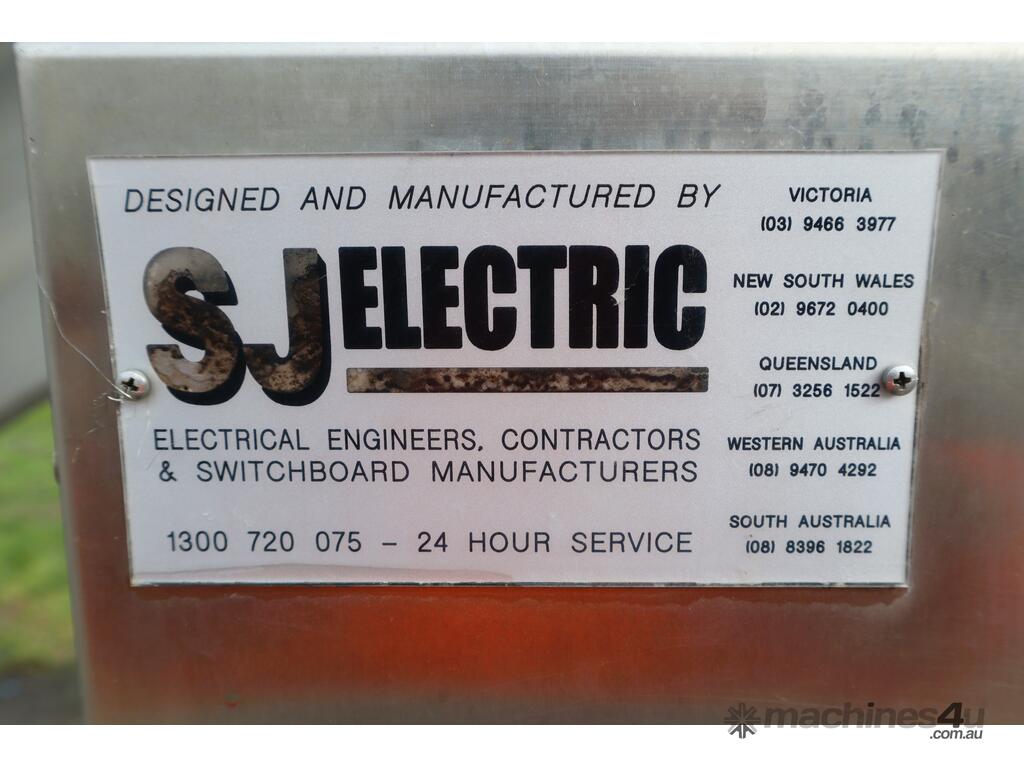 DESIGNED AND MANUFACTURED BY
SJ ELECTRIC
ELECTRICAL ENGINEERS, CONTRACTORS
& SWITCHBOARD MANUFACTURERS
1300 720 075 – 24 HOUR SERVICE
VICTORIA
(03) 9466 3977
NEW SOUTH WALES
(02) 9672 0400
QUEENSLAND
(07) 3256 1522
WESTERN AUSTRALIA
(08) 9470 4292
SOUTH AUSTRALIA
(08) 8396 1822
machines4u
.com.au